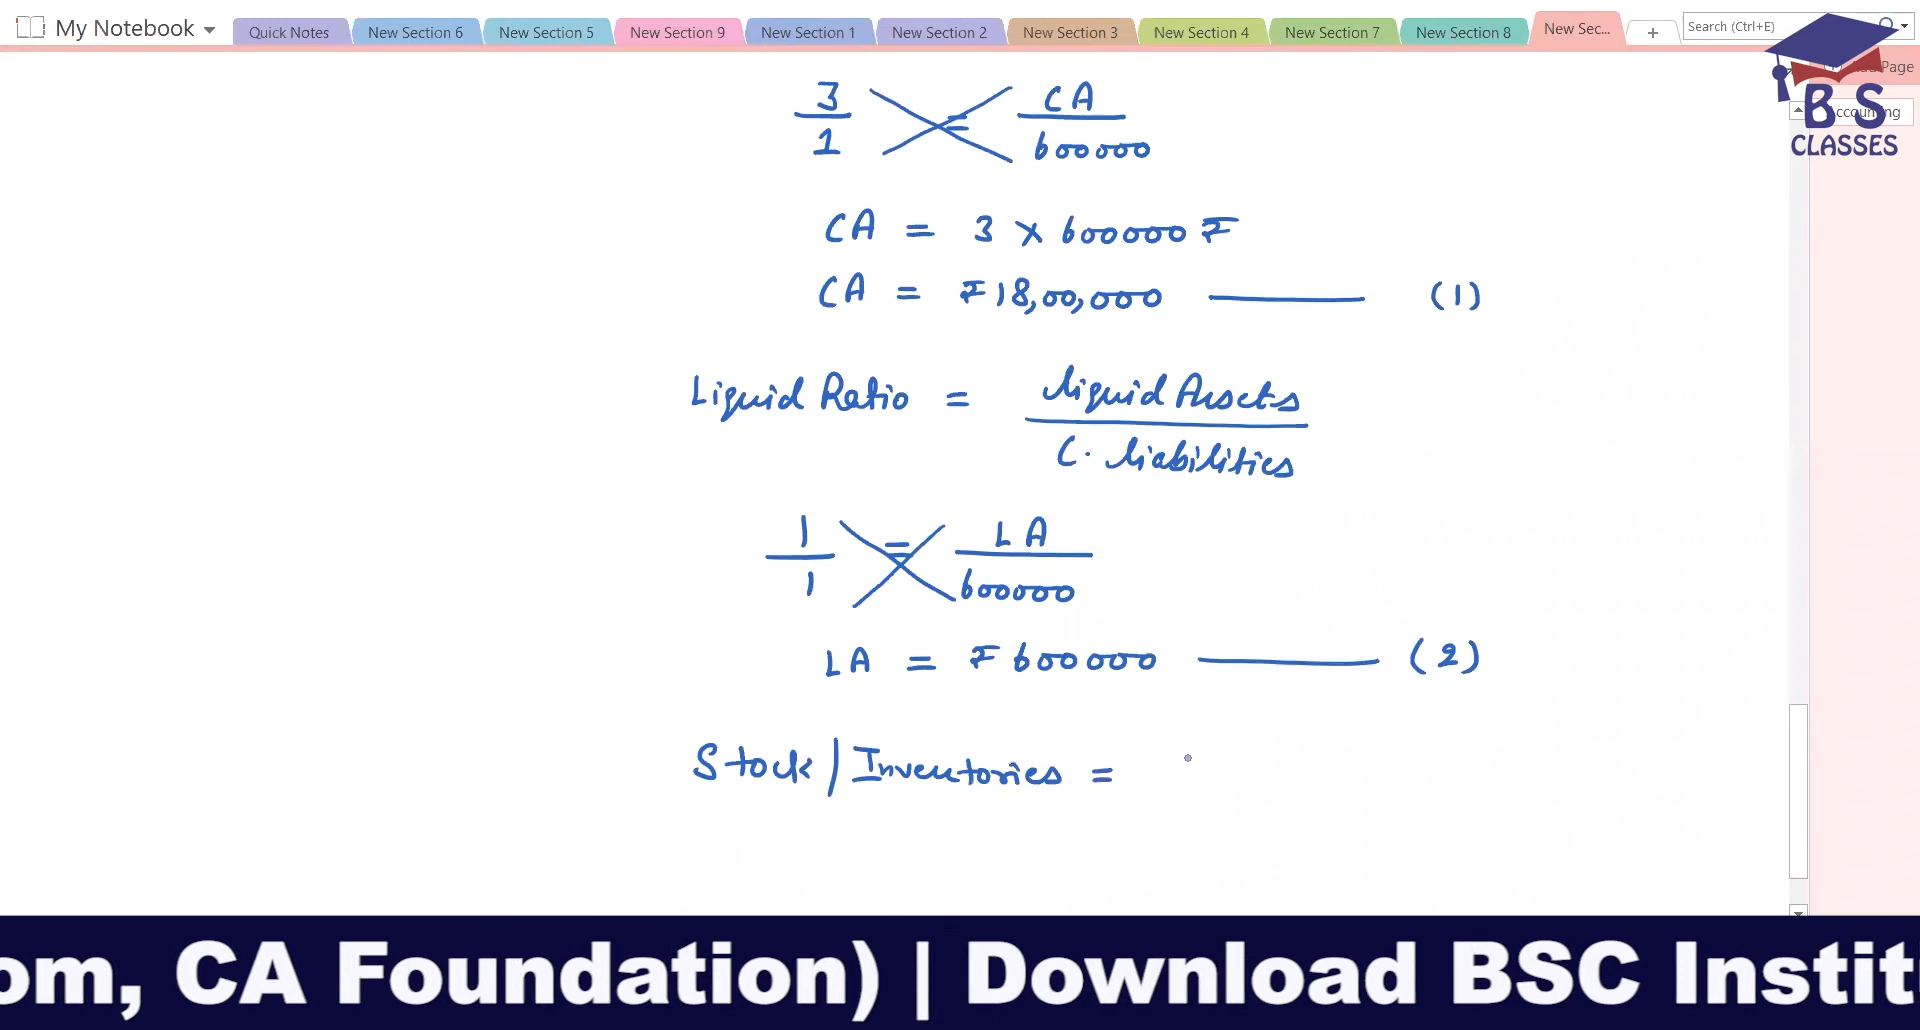 My Notebook
Quick Notes
New Section 6
New Section 5
New Section 9
New Section 1
New Section 2
New Section 3
New Section 4
New Section 7
New Section 8
New Sec...
+
Search (Ctrl+E)
Page
BS
CLASSES
3/1 = CA/600000
CA = 3 × 600000 ₹
CA = ₹18,00,000 ——— (1)
Liquid Ratio = Liquid Assets
C. liabilities
1/1 = LA/600000
LA = ₹600000 ——— (2)
Stock | Inventories =
om, CA Foundation) | Download BSC Instit